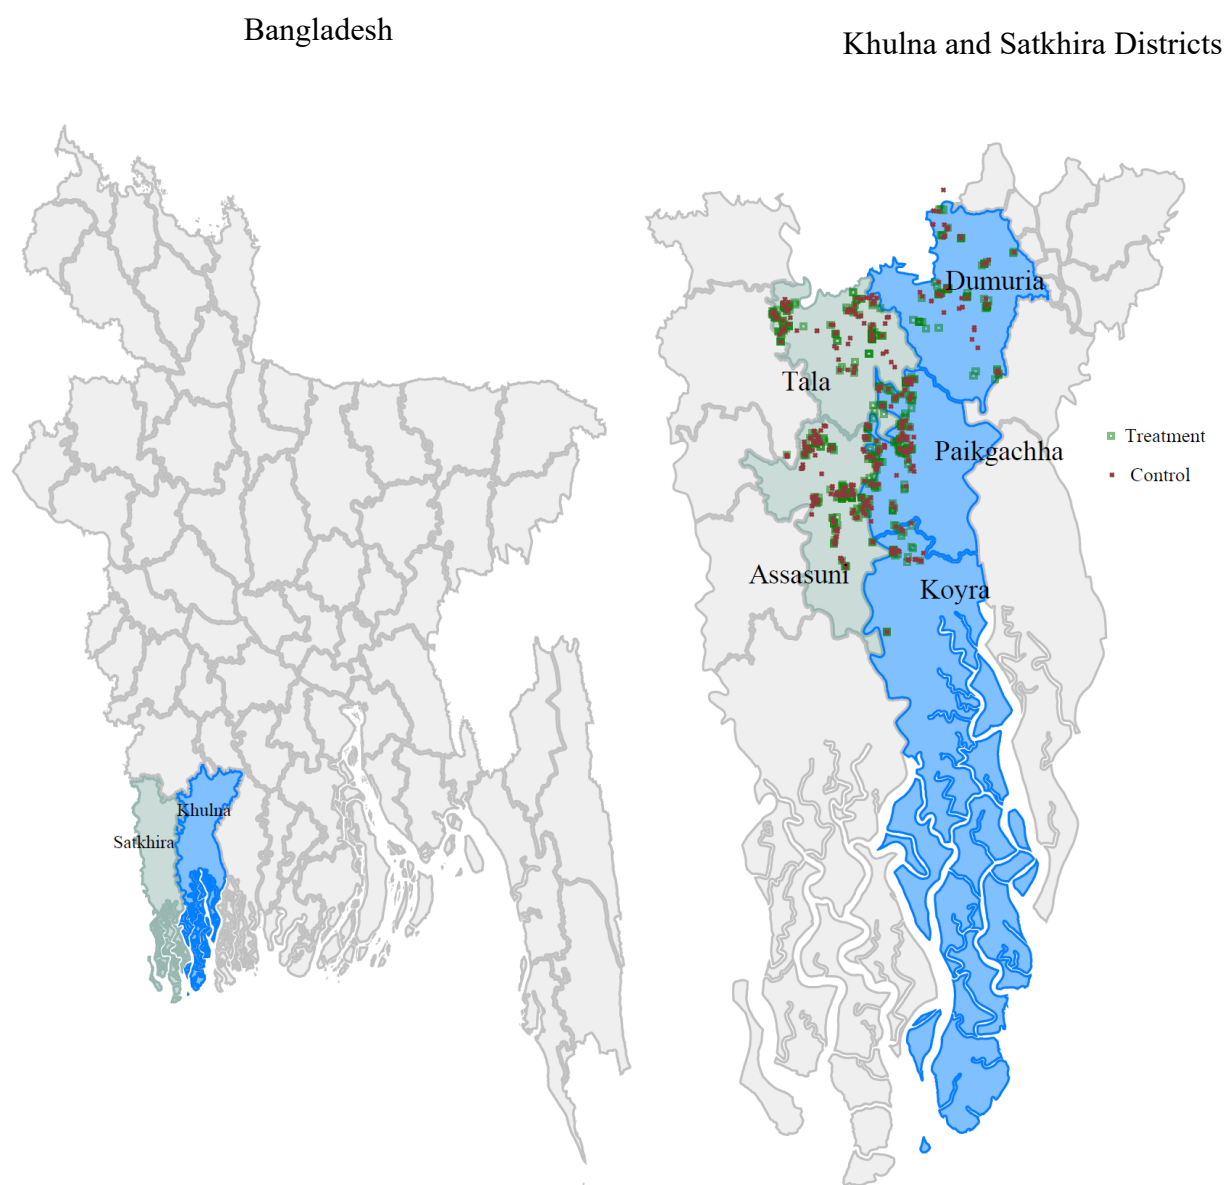 Bangladesh
Khulna and Satkhira Districts
Dumuria
Tala
Treatment
Paikgachha
Control
Assasuni
Koyra
Khulna
Satkhira